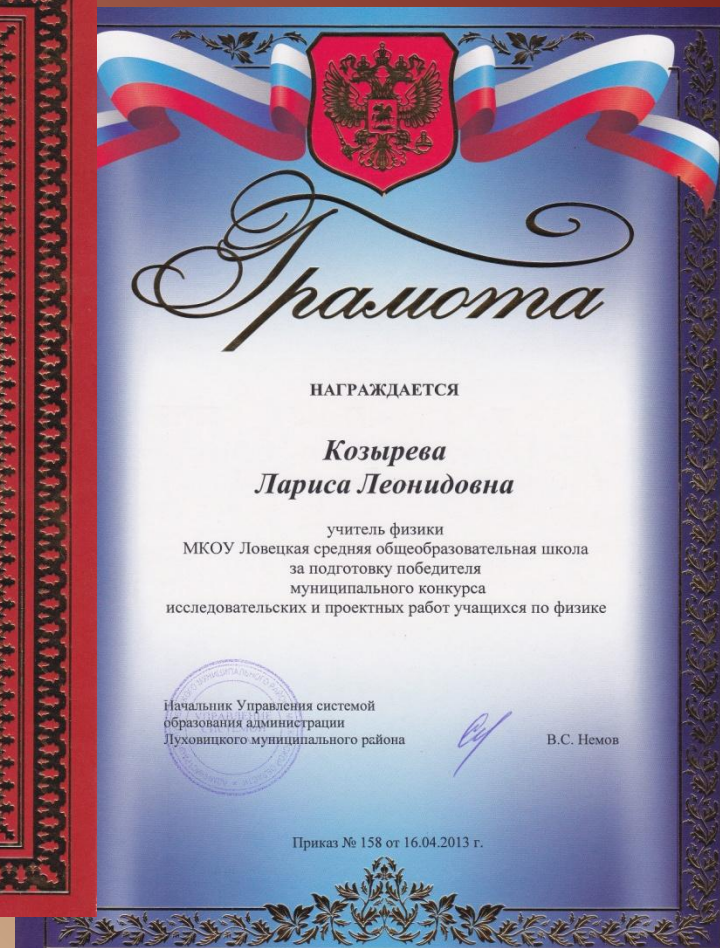 Грамота
НАГРАЖДАЕТСЯ
Козырева
Лариса Леонидовна
учитель физики
МКОУ Ловецкая средняя общеобразовательная школа
за подготовку победителя
муниципального конкурса
исследовательских и проектных работ учащихся по физике
Начальник Управления системой
образования администрации
Луховицкого муниципального района
В.С. Немов
Приказ № 158 от 16.04.2013 г.